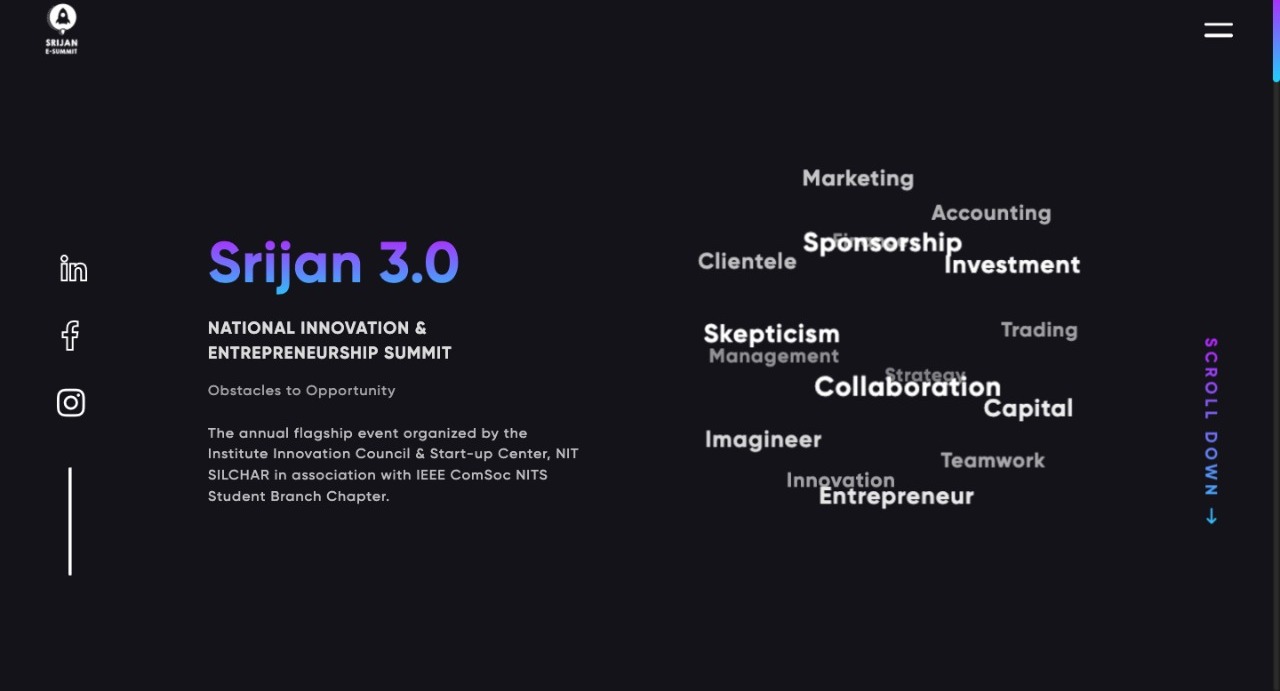 SRIJAN
E-SUMMIT
Srijan 3.0
NATIONAL INNOVATION &
ENTREPRENEURSHIP SUMMIT
Obstacles to Opportunity
The annual flagship event organized by the
Institute Innovation Council & Start-up Center, NIT
SILCHAR in association with IEEE ComSoc NITS
Student Branch Chapter.
Marketing
Accounting
Sponsorship
Clientele
Investment
Skepticism
Trading
Management
Strategy
Collaboration
Capital
Imagineer
Teamwork
Innovation
Entrepreneur
SCROLL DOWN →